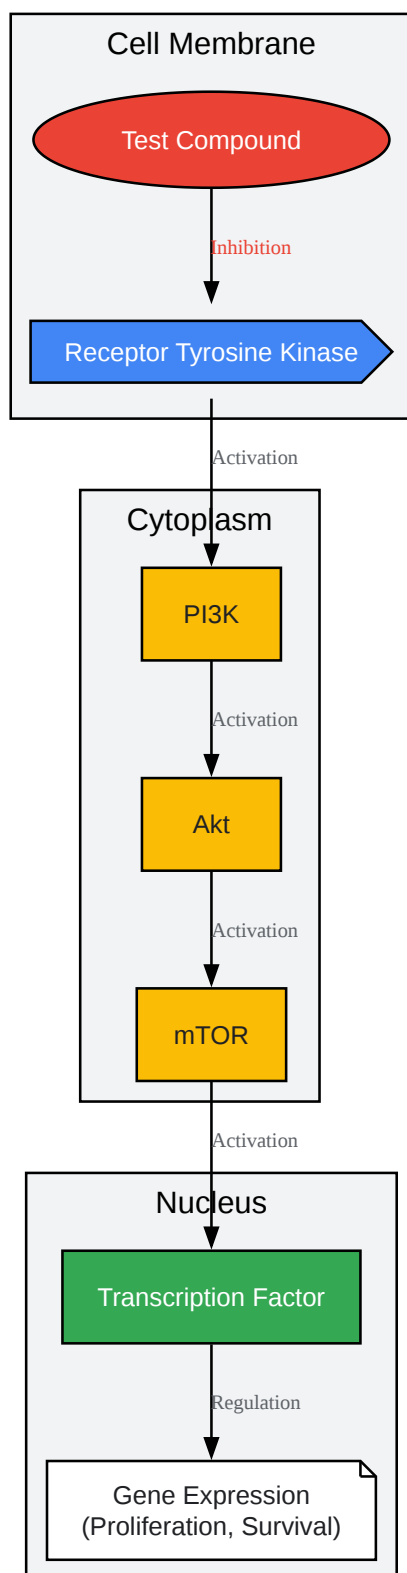 Cell Membrane
Test Compound
Inhibition
Receptor Tyrosine Kinase
Activation
Cytoplasm
PI3K
Activation
Akt
Activation
mTOR
Activation
Nucleus
Transcription Factor
Regulation
Gene Expression
(Proliferation, Survival)